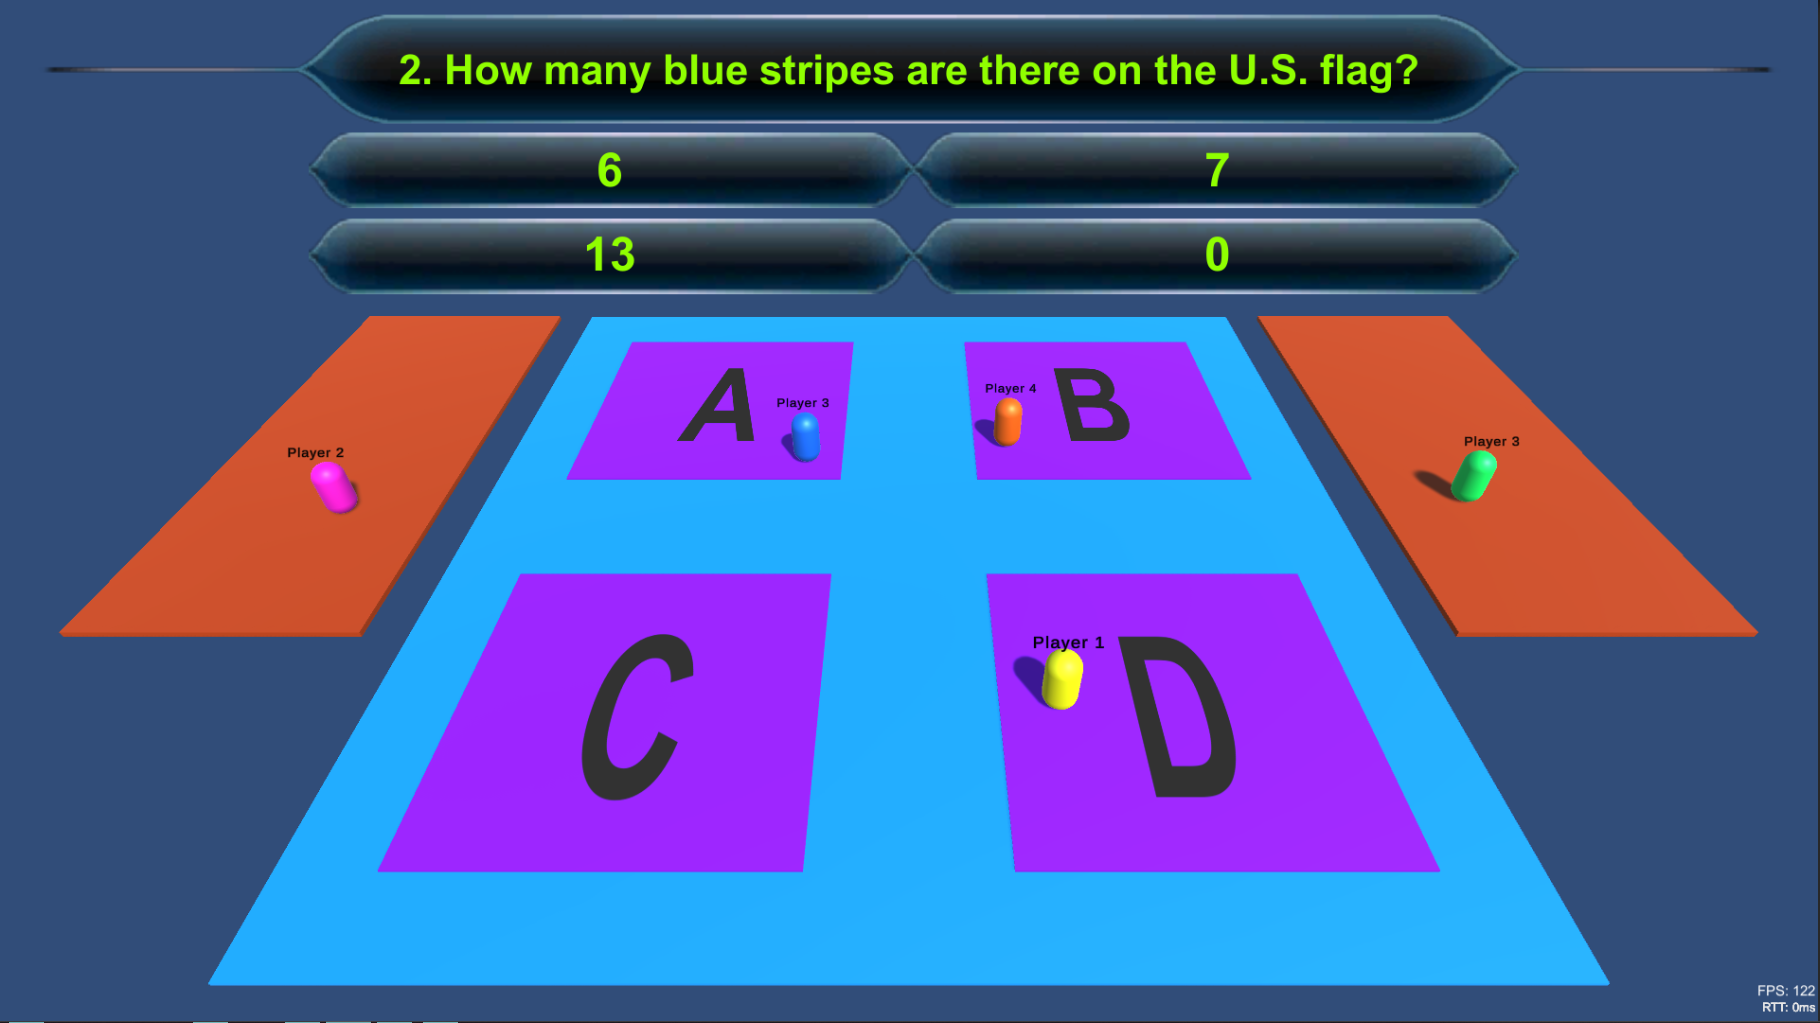 2. How many blue stripes are there on the U.S. flag?
6
7
13
0
A
B
Player 3
Player 4
Player 2
Player 3
C
D
Player 1
FPS: 122
RTT: 0ms